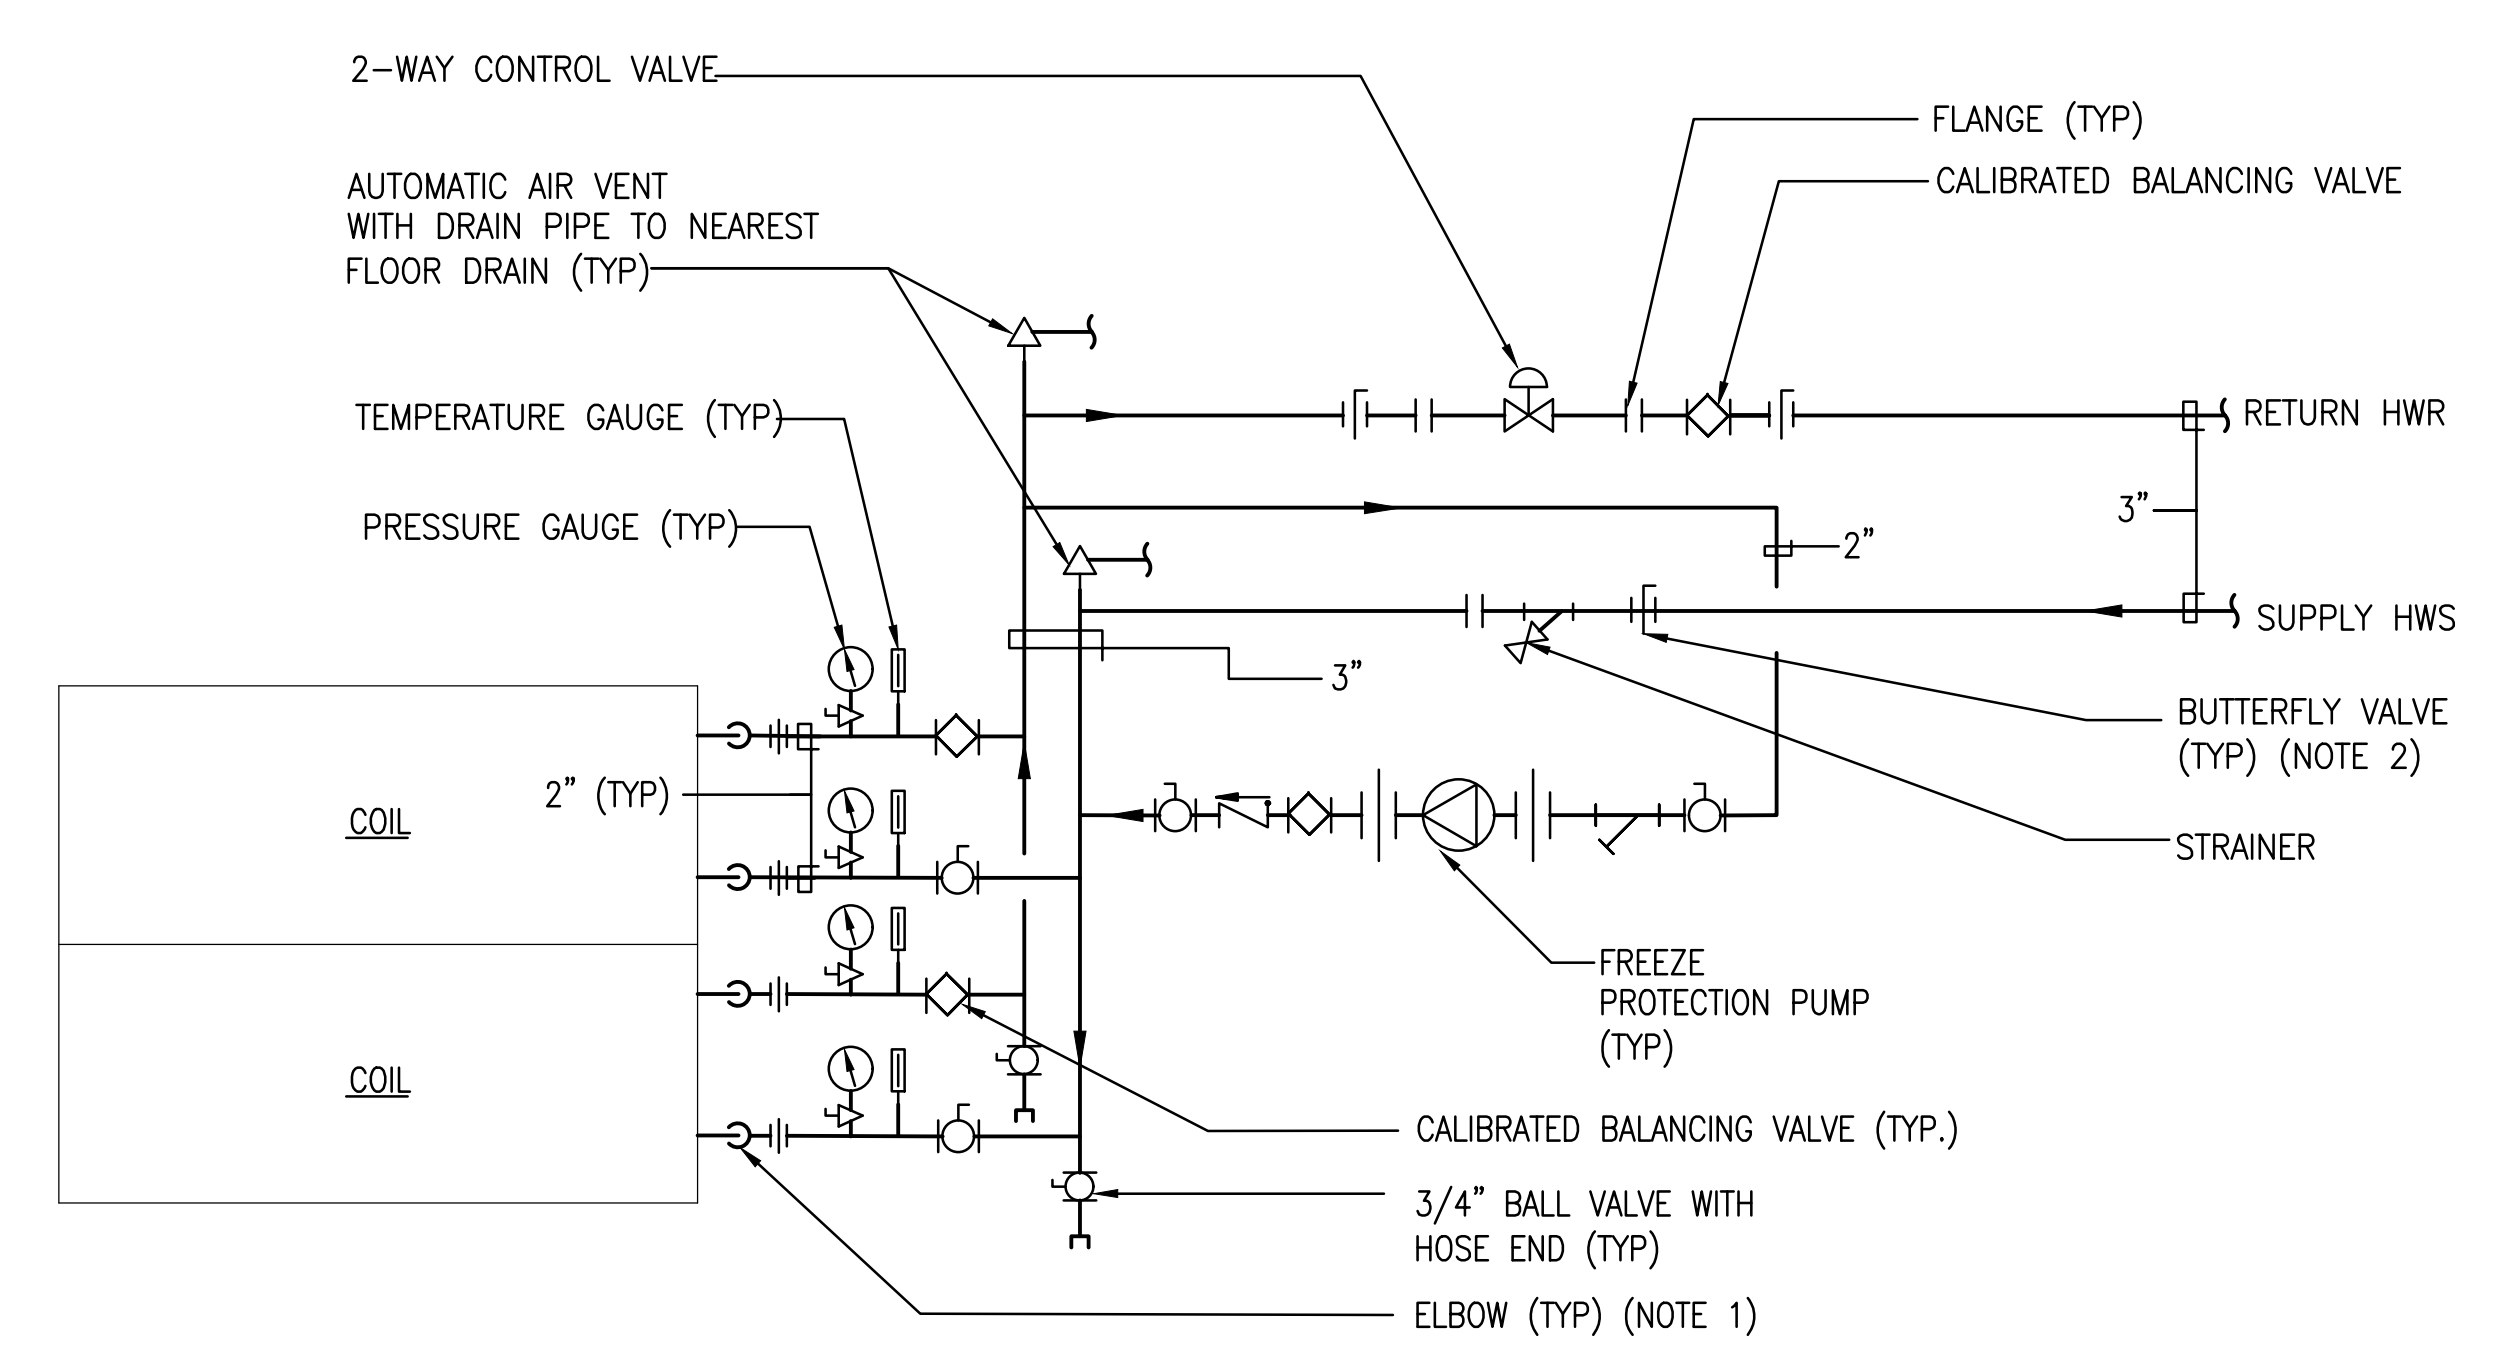 2-WAY CONTROL VALVE
FLANGE (TYP)
CALIBRATED BALANCING VALVE
AUTOMATIC AIR VENT
WITH DRAIN PIPE TO NEAREST
FLOOR DRAIN (TYP)
TEMPERATURE GAUGE (TYP)
RETURN HWR
PRESSURE GAUGE (TYP)
3"
2"
SUPPLY HWS
3"
BUTTERFLY VALVE
(TYP) (NOTE 2)
2" (TYP)
COIL
STRAINER
FREEZE
PROTECTION PUMP
(TYP)
COIL
CALIBRATED BALANCING VALVE (TYP.)
3/4" BALL VALVE WITH
HOSE END (TYP)
ELBOW (TYP) (NOTE 1)